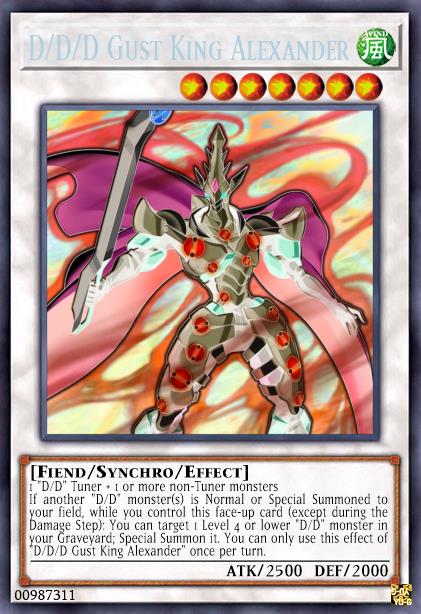 D/D/D Gust King Alexander
WIND
風
[Fiend/Synchro/Effect]
1 "D/D" Tuner + 1 or more non-Tuner monsters
If another "D/D" monster(s) is Normal or Special Summoned to
your field, while you control this face-up card (except during the
Damage Step): You can target 1 Level 4 or lower "D/D" monster in
your Graveyard; Special Summon it. You can only use this effect of
"D/D/D Gust King Alexander" once per turn.
ATK/2500 DEF/2000
00987311